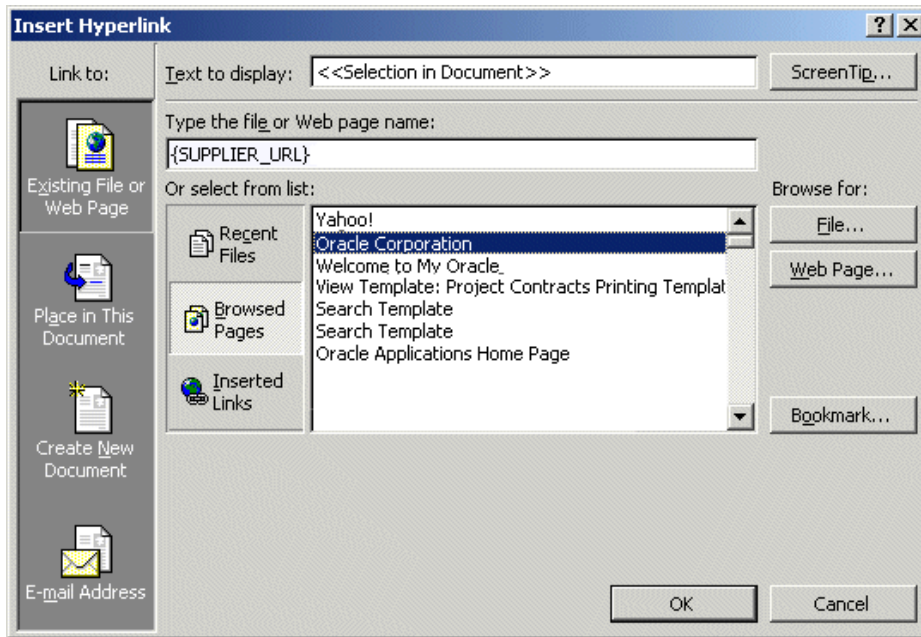 Insert Hyperlink
Link to:
Text to display:
<<Selection in Document>>
ScreenTip...
Type the file or Web page name:
{SUPPLIER_URL}
Existing File or
Web Page
Or select from list:
Browse for:
Recent
Files
Browsed
Pages
Inserted
Links
Yahoo!
Oracle Corporation
Welcome to My Oracle_
View Template: Project Contracts Printing Templat
Search Template
Search Template
Oracle Applications Home Page
File...
Web Page...
Bookmark...
Place in This
Document
Create New
Document
E-mail Address
OK
Cancel